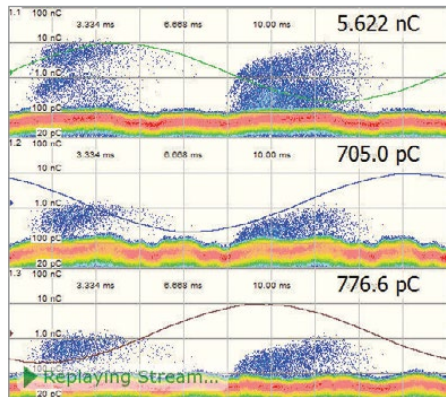 1.1 100 nC 3.334 ms 6.668 ms 10.00 ms 5.622 nC
10 nC
1.0 nC
100 pC
20 pC
1.2 100 nC 3.334 ms 6.668 ms 10.00 ms 705.0 pC
10 nC
1.0 nC
100 pC
20 pC
1.3 100 nC 3.334 ms 6.668 ms 10.00 ms 776.6 pC
10 nC
1.0 nC
Replaying Stream...
20 pC